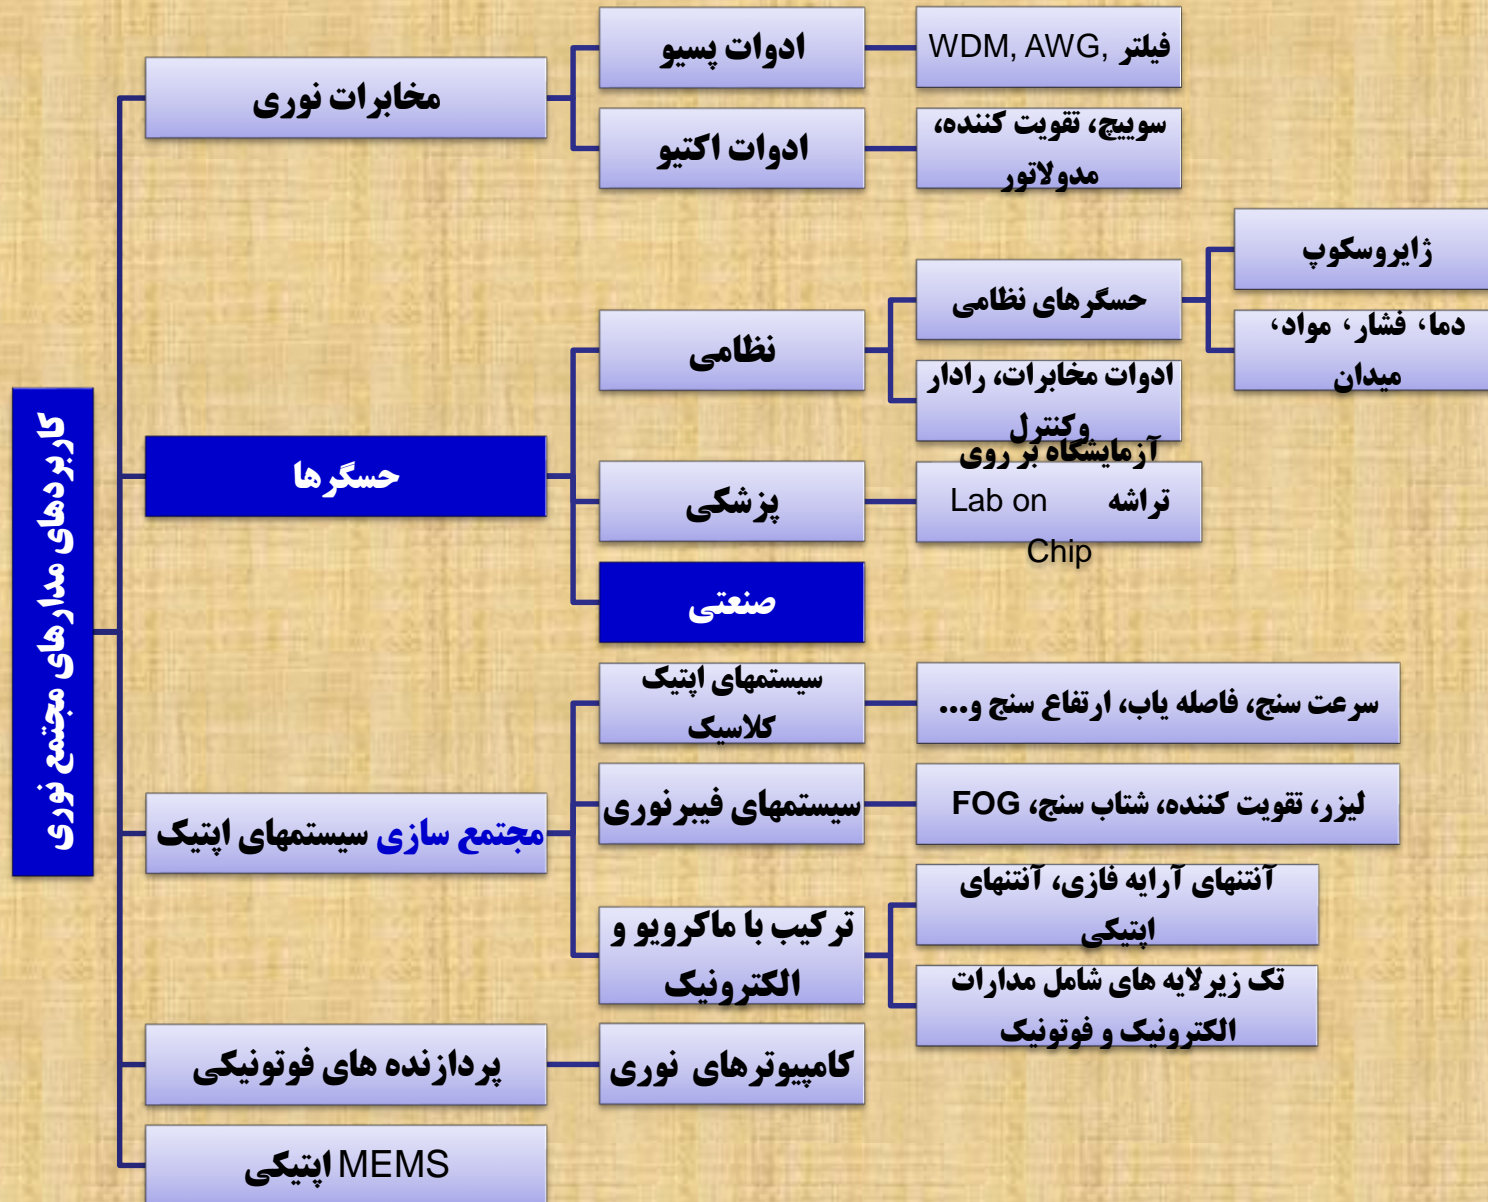 کاربردهای مدارهای مجتمع نوری
مخابرات نوری
ادوات پسیو
فیلتر ,WDM, AWG
ادوات اکتیو
سوییچ، تقویت کننده،
مدولاتور
حسگرها
نظامی
حسگرهای نظامی
ژایروسکوپ
دما، فشار، مواد،
میدان
ادوات مخابرات، رادار
وکنترل
پزشکی
آزمایشگاه بر روی
تراشه Lab on
Chip
صنعتی
مجتمع سازی سیستمهای اپتیک
سیستمهای اپتیک
کلاسیک
سرعت سنج، فاصله یاب، ارتفاع سنج و...
سیستمهای فیبرنوری
لیزر، تقویت کننده، شتاب سنج، FOG
ترکیب با ماکرویو و
الکترونیک
آنتنهای آرایه فازی، آنتنهای
اپتیکی
تک زیرلایه های شامل مدارات
الکترونیک و فوتونیک
پردازنده های فوتونیکی
کامپیوترهای نوری
MEMS اپتیکی